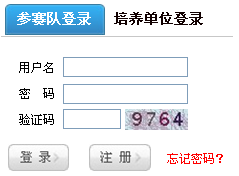 参赛队登录 培养单位登录
用户名
密 码
验证码 9764
登 录 注 册 忘记密码？